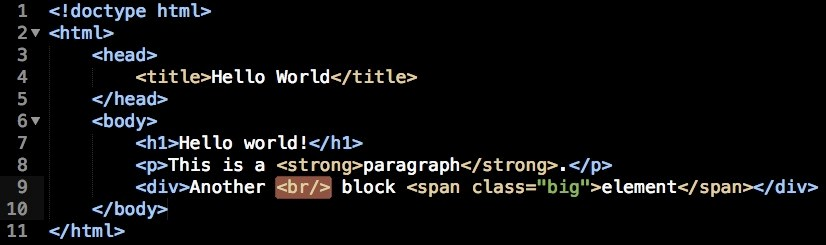 1 <!doctype html>
2 <html>
3     <head>
4         <title>Hello World</title>
5     </head>
6     <body>
7         <h1>Hello world!</h1>
8         <p>This is a <strong>paragraph</strong>.</p>
9         <div>Another <br/> block <span class="big">element</span></div>
10     </body>
11 </html>